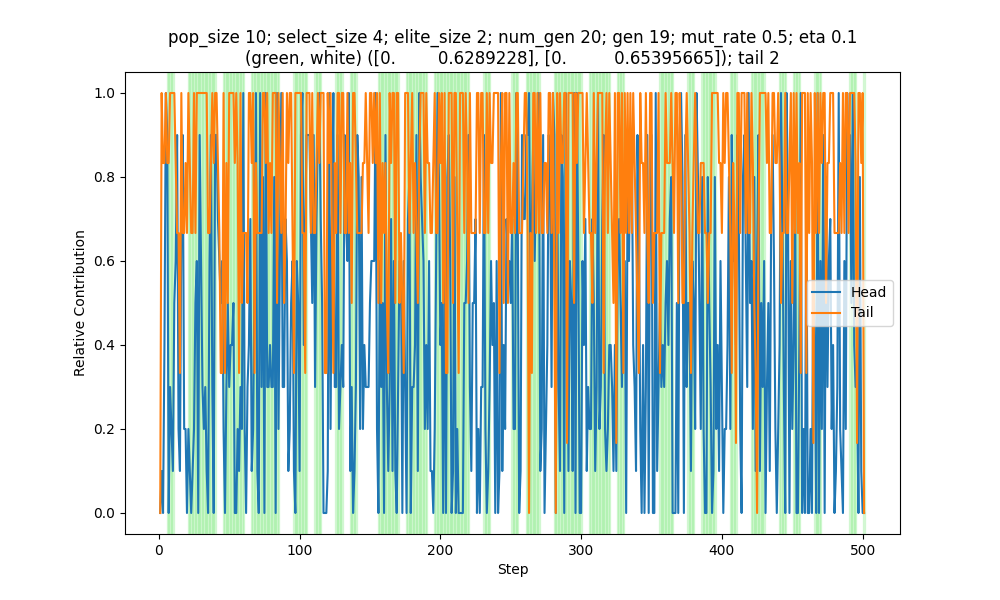 pop_size 10; select_size 4; elite_size 2; num_gen 20; gen 19; mut_rate 0.5; eta 0.1
(green, white) ([0. 0.6289228], [0. 0.65395665]); tail 2
1.0
0.8
0.6
0.4
0.2
0.0
Relative Contribution
Head
Tail
0 100 200 300 400 500
Step